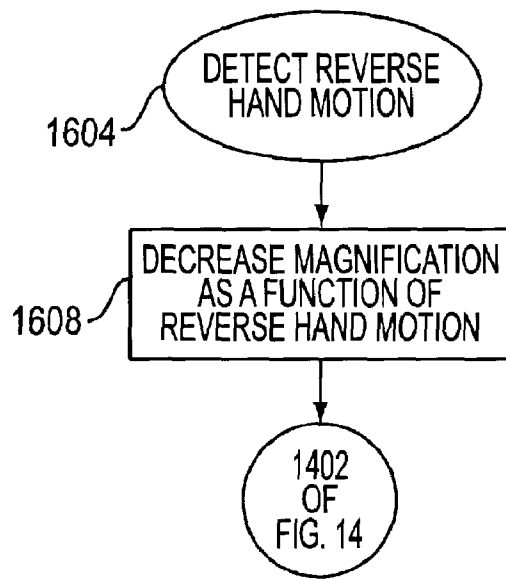 DETECT REVERSE
HAND MOTION
1604
DECREASE MAGNIFICATION
AS A FUNCTION OF
REVERSE HAND MOTION
1608
1402
OF
FIG. 14